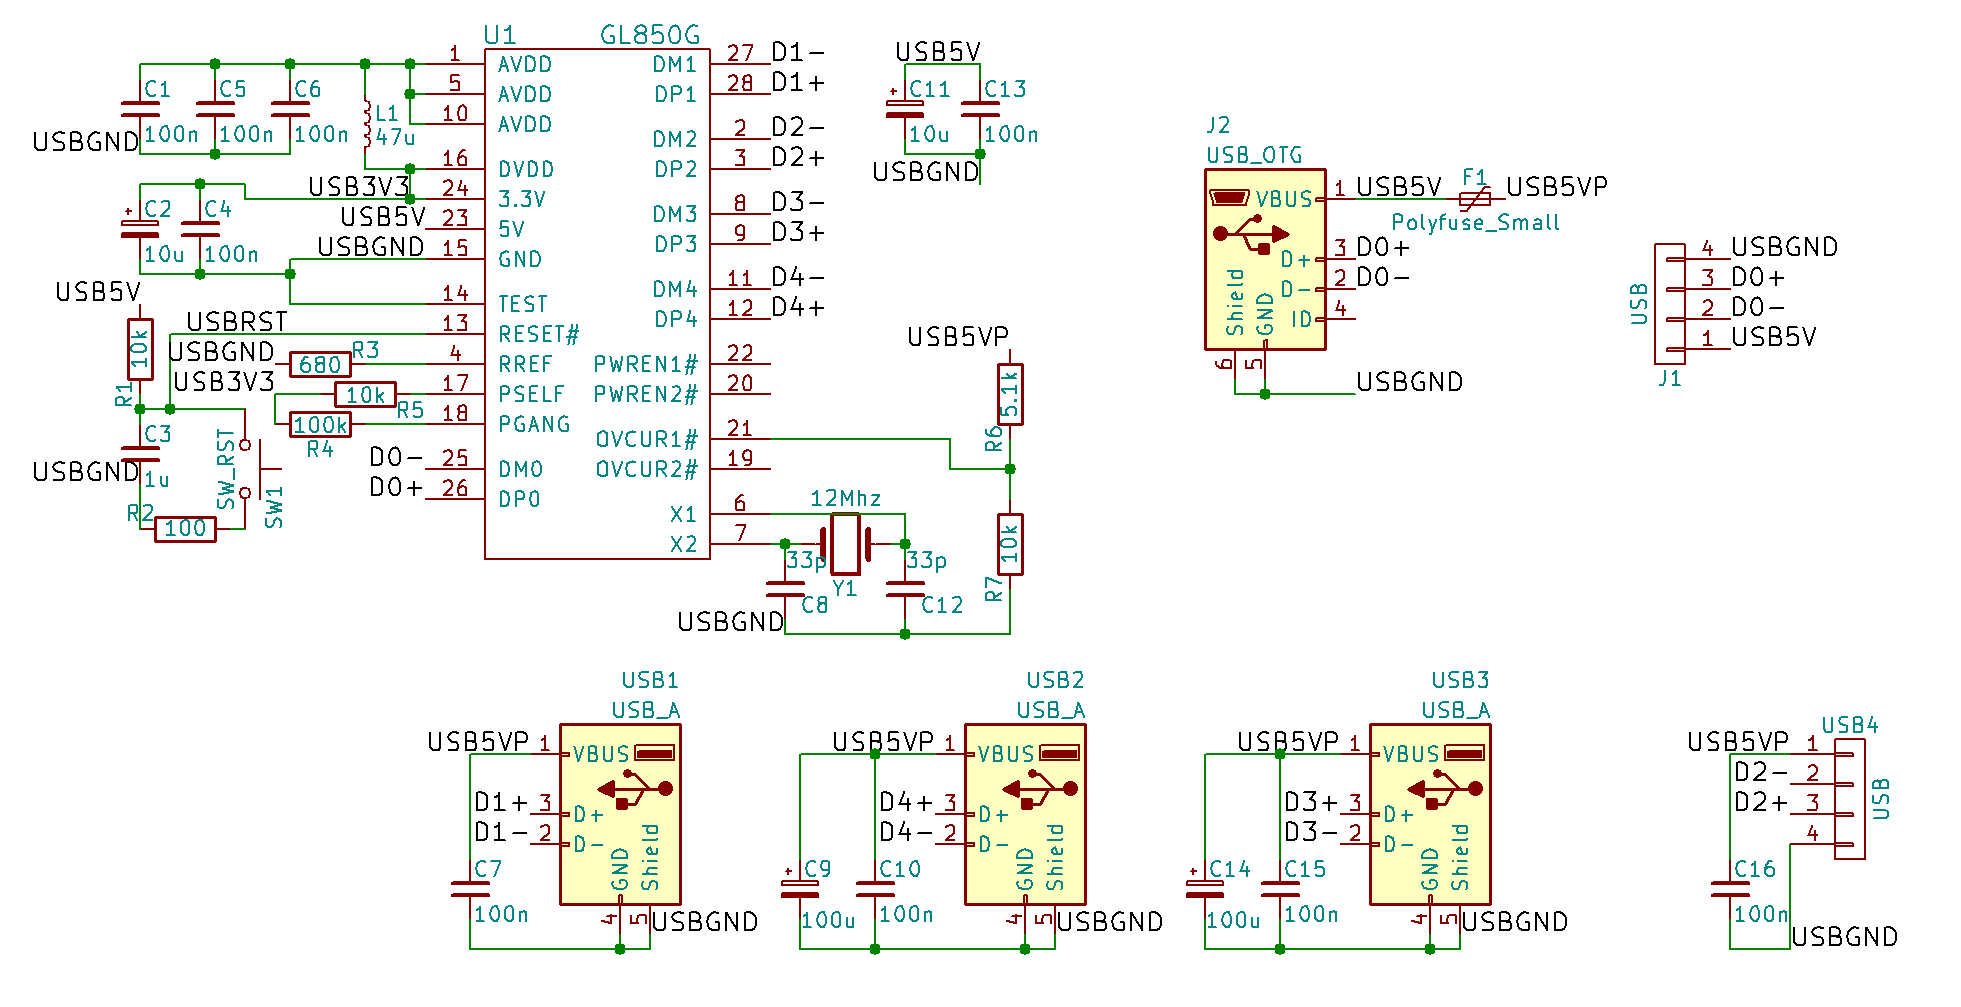 U1 GL850G
1 AVDD
5 AVDD
10 AVDD
16 DVDD
24 3.3V
23 5V
15 GND
14 TEST
13 RESET#
4 RREF
17 PSELF
18 PGANG
25 DM0
26 DP0
DM1 27 D1-
DP1 28 D1+
DM2 2 D2-
DP2 3 D2+
DM3 8 D3-
DP3 9 D3+
DM4 11 D4-
DP4 12 D4+
PWREN1# 22
PWREN2# 20
OVCUR1# 21
OVCUR2# 19
X1 6
X2 7
C1
100n
C5
100n
C6
100n
L1
47u
USBGND
USB3V3
USB5V
USBGND
C2
10u
C4
100n
USB5V
10k
R1
USBRST
USBGND
680
R3
USB3V3
10k
R5
100k
R4
C3
1u
USBGND
R2
100
SW_RST
SW1
D0-
D0+
USB5V
C11
10u
C13
100n
USBGND
USB5VP
5.1k
R6
10k
R7
12Mhz
33p
C8
Y1
33p
C12
USBGND
J2
USB_OTG
VBUS 1 USB5V
F1
USB5VP
Polyfuse_Small
D+ 3 D0+
D- 2 D0-
ID 4
Shield
GND
6
5
USBGND
USB
4 USBGND
3 D0+
2 D0-
1 USB5V
J1
USB1
USB_A
USB5VP 1 VBUS
D1+ 3 D+
D1- 2 D-
GND
Shield
4
5
USBGND
C7
100n
USB2
USB_A
USB5VP 1 VBUS
D4+ 3 D+
D4- 2 D-
GND
Shield
4
5
USBGND
C9
100u
C10
100n
USB3
USB_A
USB5VP 1 VBUS
D3+ 3 D+
D3- 2 D-
GND
Shield
4
5
USBGND
C14
100u
C15
100n
USB4
USB5VP 1
D2- 2
D2+ 3
4
USB
C16
100n
USBGND